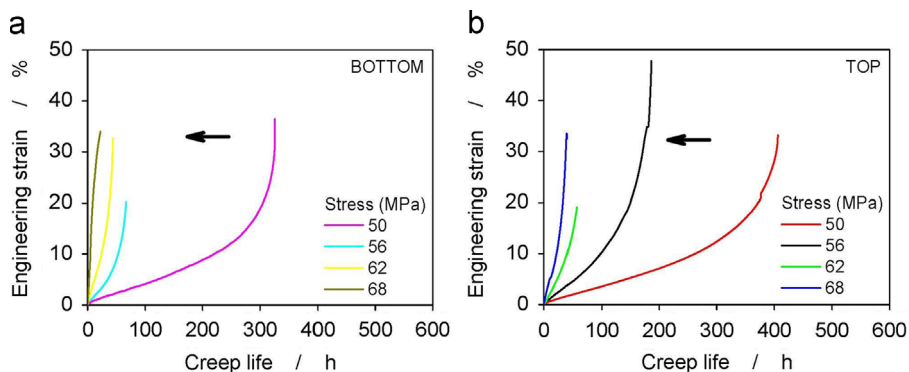 a
50
40
30
20
10
0
Engineering strain / %
BOTTOM
Stress (MPa)
50
56
62
68
0 100 200 300 400 500 600
Creep life / h
b
50
40
30
20
10
0
Engineering strain / %
TOP
Stress (MPa)
50
56
62
68
0 100 200 300 400 500 600
Creep life / h